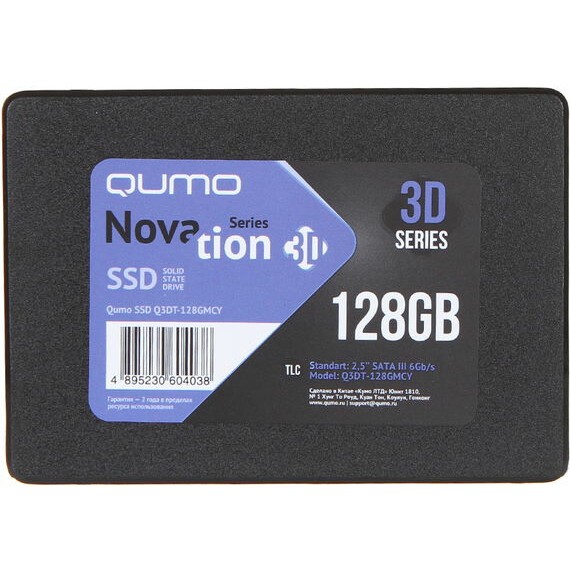 QUMO
Novation Series 3D
SSD SOLID STATE DRIVE
Qumo SSD Q3DT-128GMCY
4 895230 604038
Гарантия — 2 года в пределах
ресурса использования.
3D
SERIES
128GB
TLC
Standart: 2,5" SATA III 6Gb/s
Model: Q3DT-128GMCY
Сделано в Китае «Кумо ЛТД» Юнит 1810,
№ 1 Хунг То Роуд, Куан Тэн, Коулун, Гонконг
www.qumo.ru | support@qumo.ru